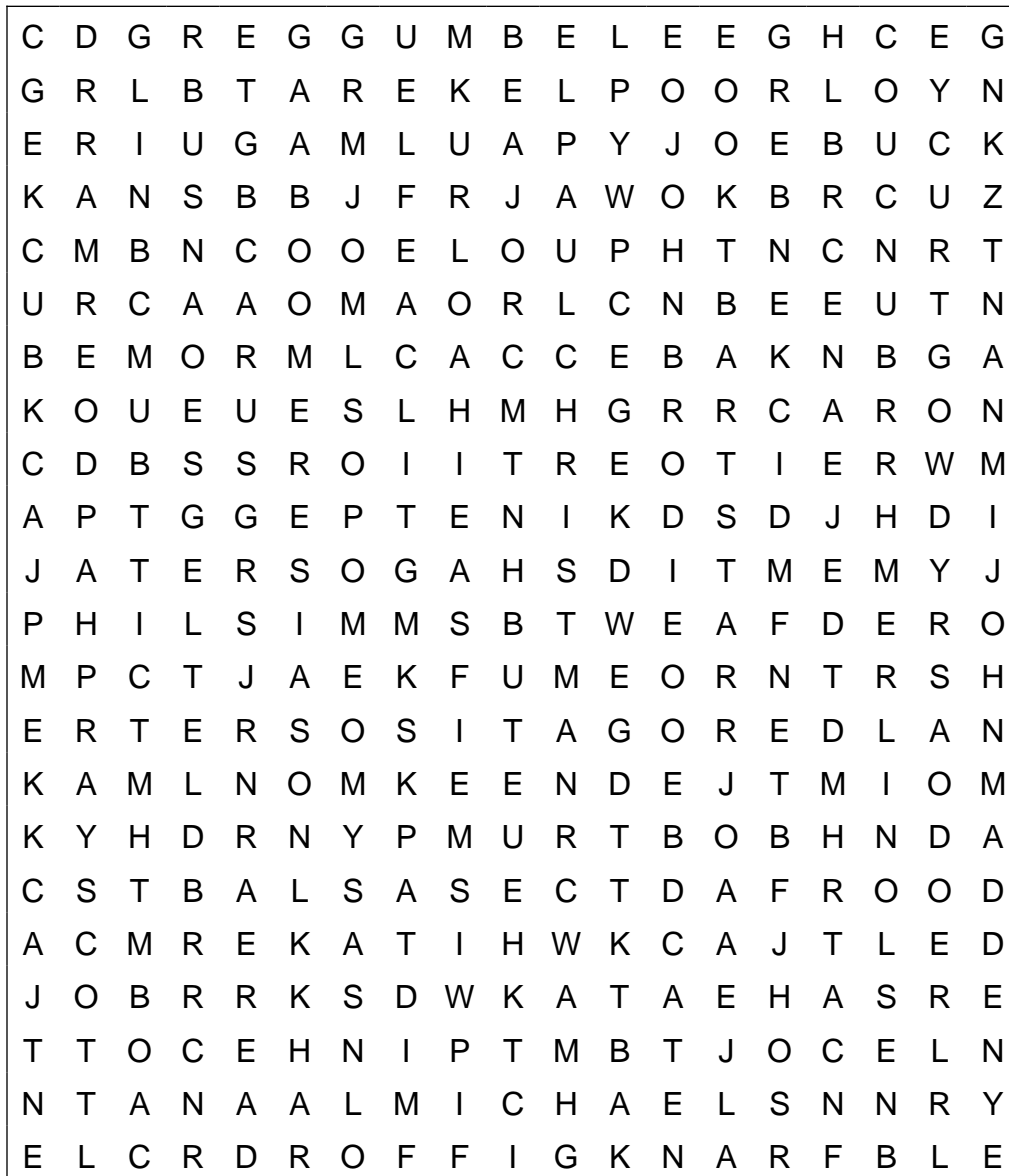 C D G R E G G U M B E L E E G H C E G
G R L B T A R E K E L P O O R L O Y N
E R I U G A M L U A P Y J O E B U C K
K A N S B B J F R J A W O K B R C U Z
C M B N C O O E L O U P H T N C N R T
U R C A A O M A O R L C N B E E U T N
B E M O R M L C A C C E B A K N B G A
K O U E U E S L H M H G R R C A R O N
C D B S S R O I I T R E O T I E R W M
A P T G G E P T E N I K D S D J H D I
J A T E R S O G A H S D I T M E M Y J
P H I L S I M M S B T W E A F D E R O
M P C T J A E K F U M E O R N T R S H
E R T E R S O S I T A G O R E D L A N
K A M L N O M K E E N D E J T M I O M
K Y H D R N Y P M U R T B O B H N D A
C S T B A L S A S E C T D A F R O O D
A C M R E K A T I H W K C A J T L E D
J O B R R K S D W K A T A E H A S R E
T T O C E H N I P T M B T J O C E L N
N T A N A A L M I C H A E L S N N R Y
E L C R D R O F F I G K N A R F B L E